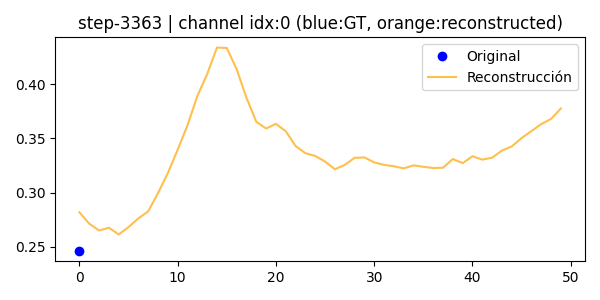 step-3363 | channel idx:0 (blue:GT, orange:reconstructed)
Original
Reconstrucción
0.40
0.35
0.30
0.25
0 10 20 30 40 50